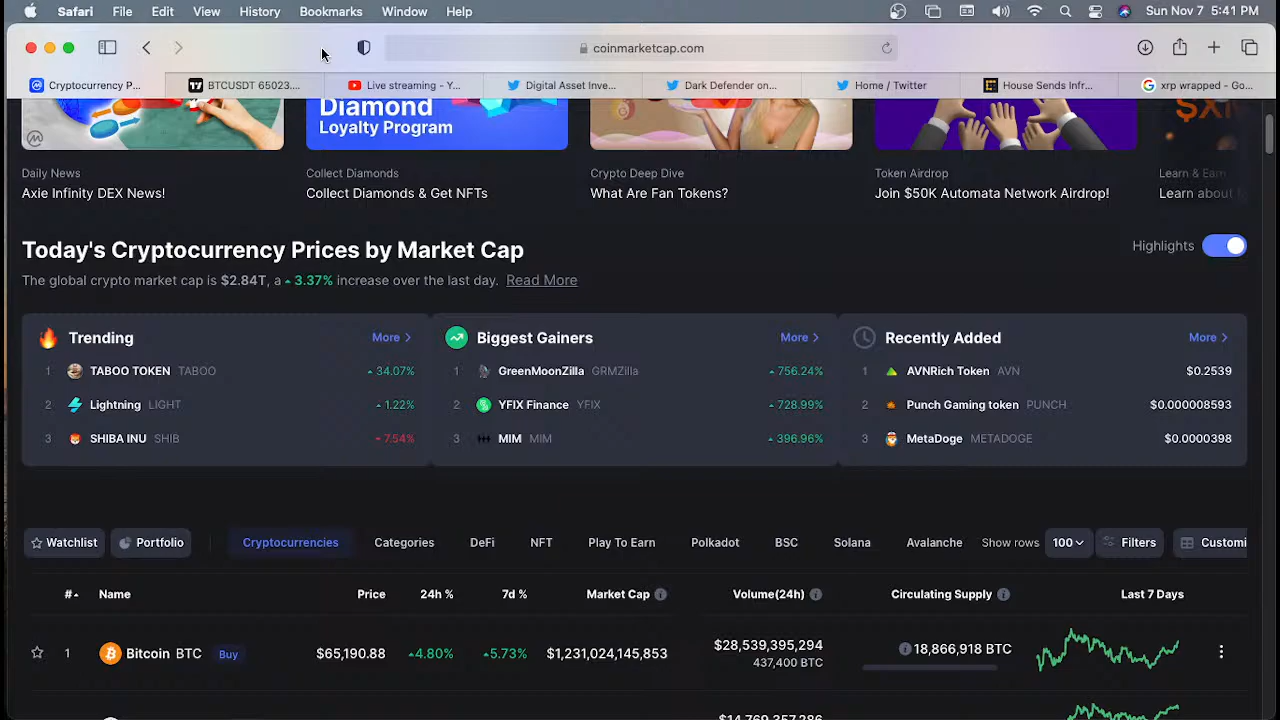 Safari File Edit View History Bookmarks Window Help Sun Nov 7 5:41 PM
coinmarketcap.com
Cryptocurrency P... BTCUSDT 65023.... Live streaming - Y... Digital Asset Inve... Dark Defender on... Home / Twitter House Sends Infr... xrp wrapped - Go...
Diamond
Loyalty Program
Daily News Collect Diamonds Crypto Deep Dive Token Airdrop Learn & Earn
Axie Infinity DEX News! Collect Diamonds & Get NFTs What Are Fan Tokens? Join $50K Automata Network Airdrop! Learn about
Today's Cryptocurrency Prices by Market Cap
Highlights
The global crypto market cap is $2.84T, a 3.37% increase over the last day. Read More
Trending More
1 TABOO TOKEN TABOO 34.07%
2 Lightning LIGHT 1.22%
3 SHIBA INU SHIB 7.54%
Biggest Gainers More
1 GreenMoonZilla GRMZilla 756.24%
2 YFIX Finance YFIX 728.99%
3 MIM MIM 396.96%
Recently Added More
1 AVNRich Token AVN $0.2539
2 Punch Gaming token PUNCH $0.000008593
3 MetaDoge METADOGE $0.0000398
Watchlist Portfolio Cryptocurrencies Categories DeFi NFT Play To Earn Polkadot BSC Solana Avalanche Show rows 100 Filters Customi
# Name Price 24h % 7d % Market Cap Volume(24h) Circulating Supply Last 7 Days
1 Bitcoin BTC Buy $65,190.88 4.80% 5.73% $1,231,024,145,853 $28,539,395,294 18,866,918 BTC
437,400 BTC